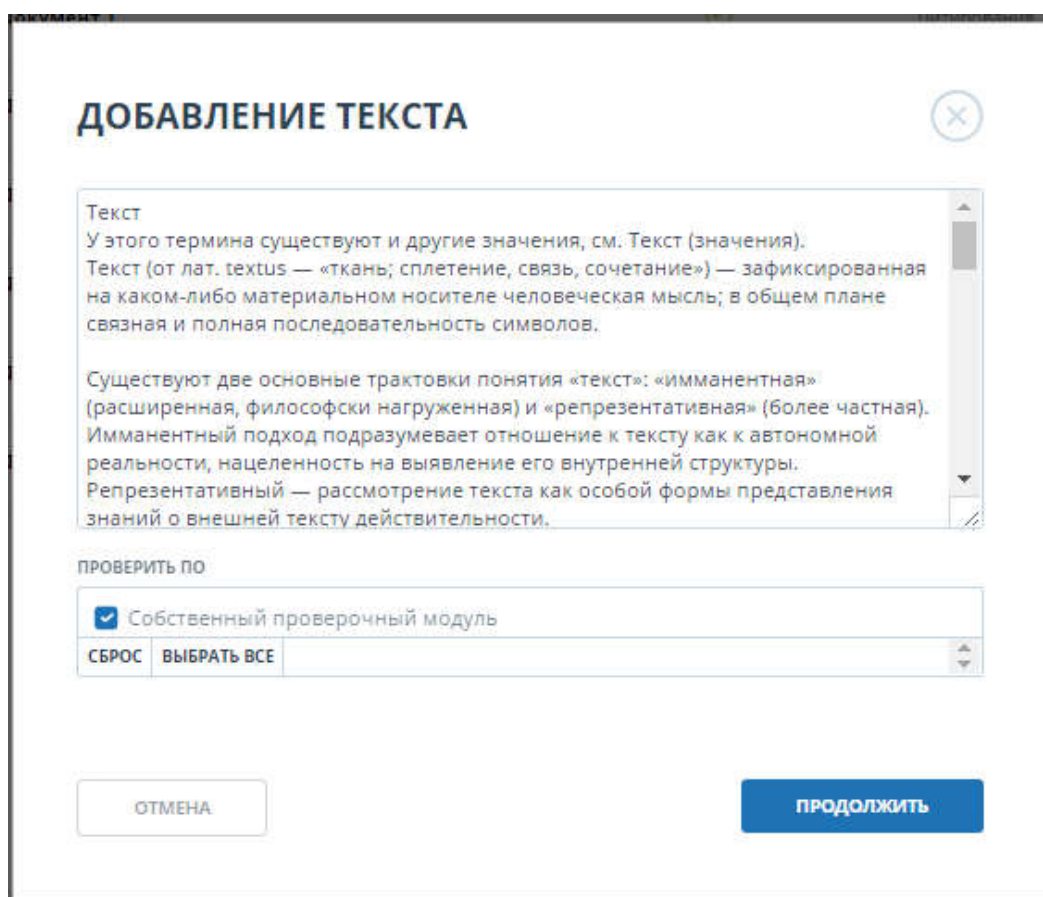 ДОБАВЛЕНИЕ ТЕКСТА
Текст
У этого термина существуют и другие значения, см. Текст (значения).
Текст (от лат. textus — «ткань; сплетение, связь, сочетание») — зафиксированная
на каком-либо материальном носителе человеческая мысль; в общем плане
связная и полная последовательность символов.
Существуют две основные трактовки понятия «текст»: «имманентная»
(расширенная, философски нагруженная) и «репрезентативная» (более частная).
Имманентный подход подразумевает отношение к тексту как к автономной
реальности, нацеленность на выявление его внутренней структуры.
Репрезентативный — рассмотрение текста как особой формы представления
знаний о внешней тексту действительности.
ПРОВЕРИТЬ ПО
Собственный проверочный модуль
СБРОС ВЫБРАТЬ ВСЕ
ОТМЕНА ПРОДОЛЖИТЬ